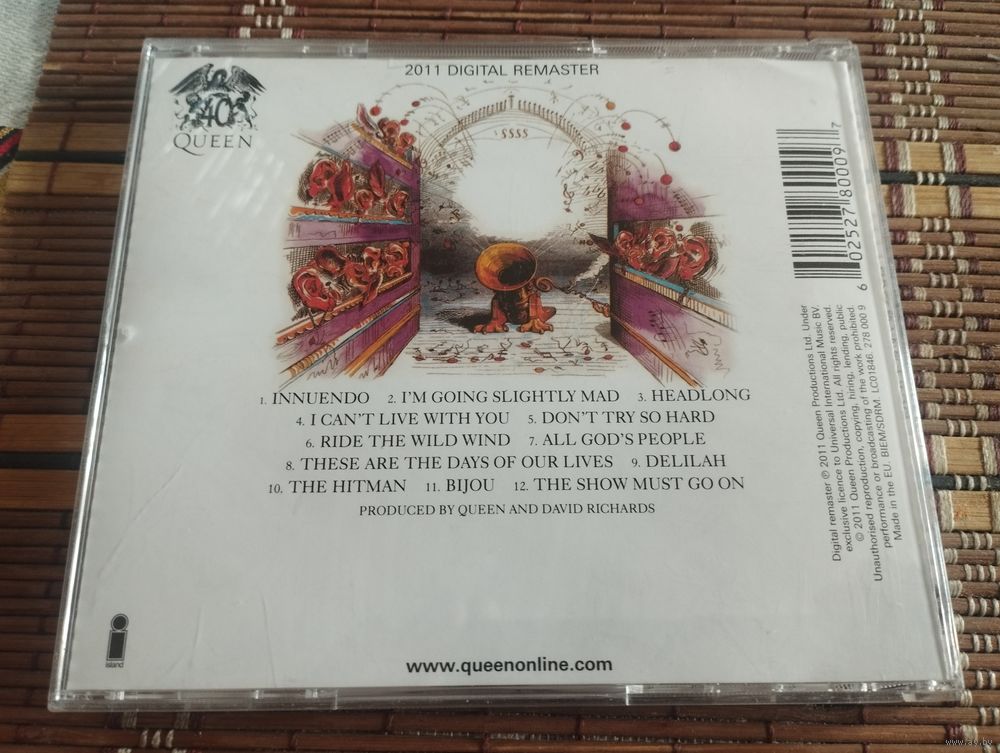 2011 DIGITAL REMASTER
40
QUEEN
$$$$
1. INNUENDO 2. I'M GOING SLIGHTLY MAD 3. HEADLONG
4. I CAN'T LIVE WITH YOU 5. DON'T TRY SO HARD
6. RIDE THE WILD WIND 7. ALL GOD'S PEOPLE
8. THESE ARE THE DAYS OF OUR LIVES 9. DELILAH
10. THE HITMAN 11. BIJOU 12. THE SHOW MUST GO ON
PRODUCED BY QUEEN AND DAVID RICHARDS
6 02527 80009 7
Digital remaster ℗ 2011 Queen Productions Ltd. Under
exclusive licence to Universal International Music BV.
© 2011 Queen Productions Ltd. All rights reserved.
Unauthorised reproduction, copying, hiring, lending, public
performance or broadcasting of the work prohibited.
Made in the EU. BIEM/SDRM. LC01846. 278 000 9
island
www.queenonline.com
www.ay.by